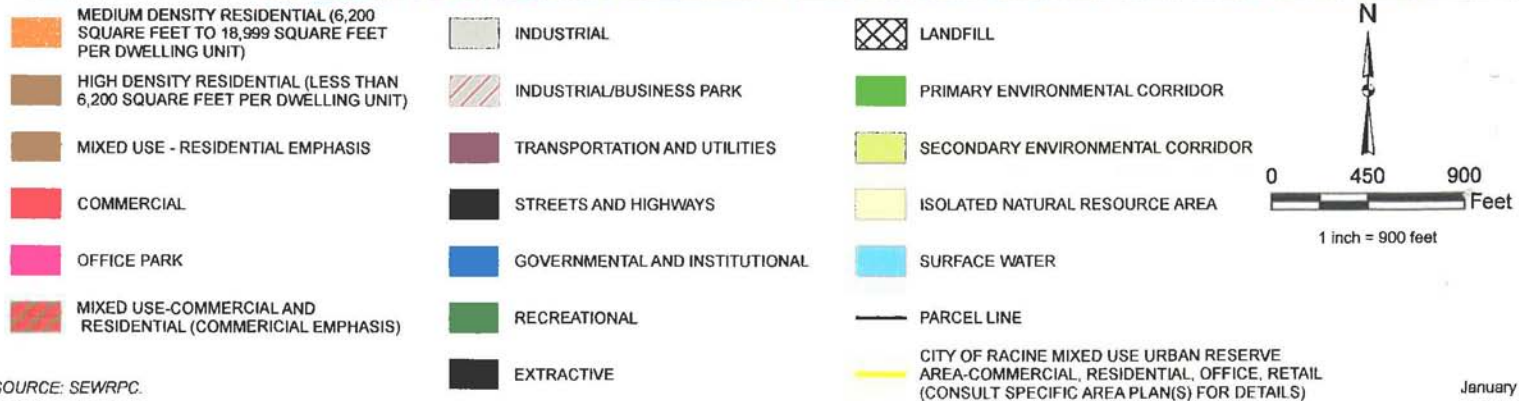 MEDIUM DENSITY RESIDENTIAL (6,200
SQUARE FEET TO 18,999 SQUARE FEET
PER DWELLING UNIT)
HIGH DENSITY RESIDENTIAL (LESS THAN
6,200 SQUARE FEET PER DWELLING UNIT)
MIXED USE - RESIDENTIAL EMPHASIS
COMMERCIAL
OFFICE PARK
MIXED USE-COMMERCIAL AND
RESIDENTIAL (COMMERICIAL EMPHASIS)
SOURCE: SEWRPC.
INDUSTRIAL
INDUSTRIAL/BUSINESS PARK
TRANSPORTATION AND UTILITIES
STREETS AND HIGHWAYS
GOVERNMENTAL AND INSTITUTIONAL
RECREATIONAL
EXTRACTIVE
LANDFILL
PRIMARY ENVIRONMENTAL CORRIDOR
SECONDARY ENVIRONMENTAL CORRIDOR
ISOLATED NATURAL RESOURCE AREA
SURFACE WATER
PARCEL LINE
CITY OF RACINE MIXED USE URBAN RESERVE
AREA-COMMERCIAL, RESIDENTIAL, OFFICE, RETAIL
(CONSULT SPECIFIC AREA PLAN(S) FOR DETAILS)
N
0 450 900
Feet
1 inch = 900 feet
January